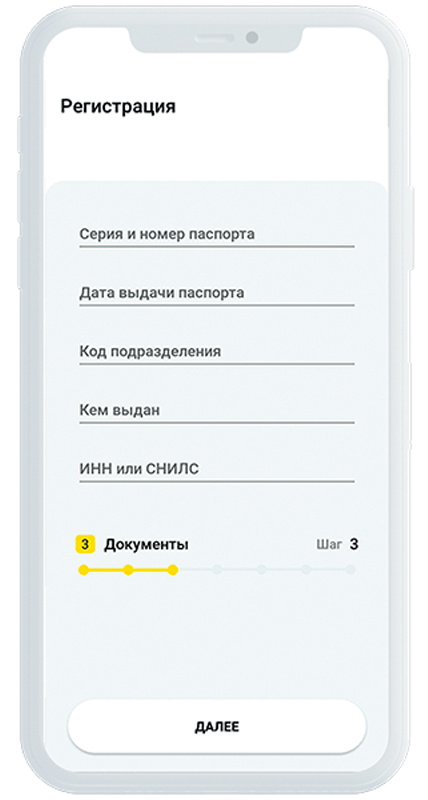 Регистрация
Серия и номер паспорта
Дата выдачи паспорта
Код подразделения
Кем выдан
ИНН или СНИЛС
3 Документы Шаг 3
ДАЛЕЕ